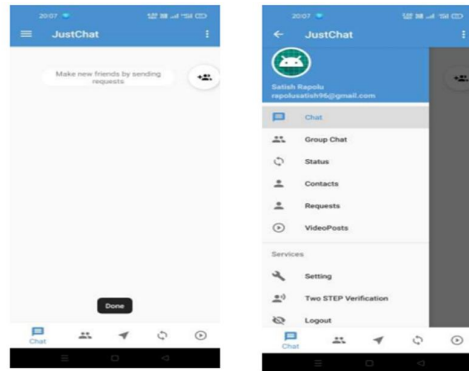 20:07
JustChat
Make new friends by sending
requests
Done
Chat
20:07
JustChat
Satish Rapolu
rapolusatish96@gmail.com
Chat
Group Chat
Status
Contacts
Requests
VideoPosts
Services
Setting
Two STEP Verification
Logout
Chat